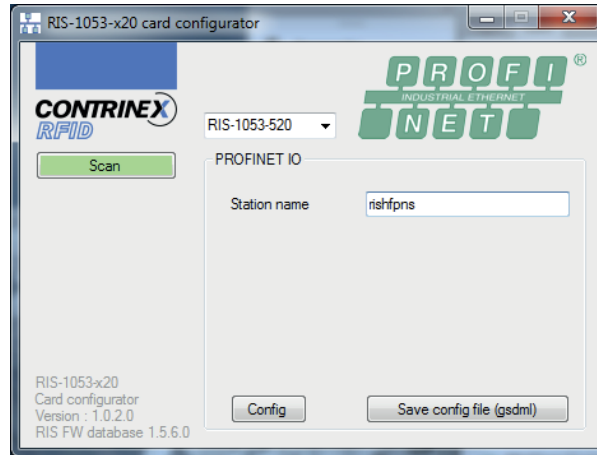 RIS-1053-x20 card configurator
CONTRINEX
RFID
RIS-1053-520
PROFI
®
INDUSTRIAL ETHERNET
NET
Scan
PROFINET IO
Station name
rishfpns
RIS-1053-x20
Card configurator
Version : 1.0.2.0
RIS FW database 1.5.6.0
Config
Save config file (gsdml)